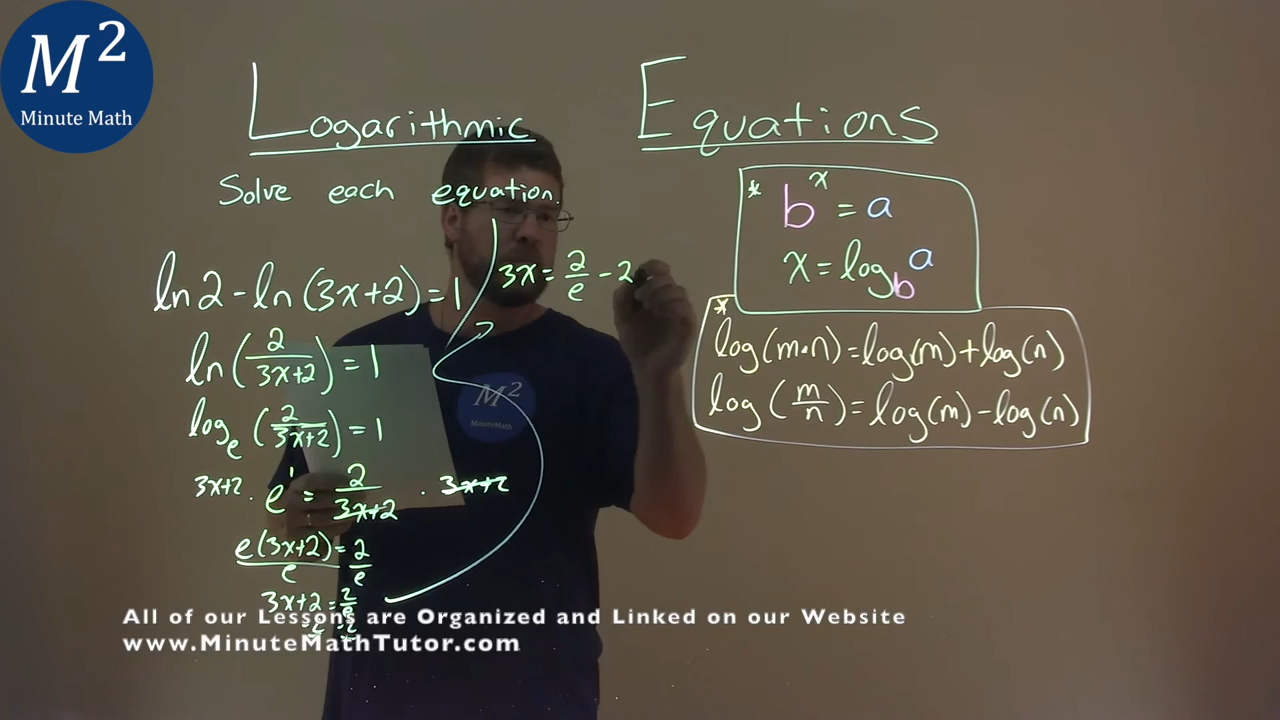 M²
Minute Math
Logarithmic Equations
Solve each equation.
ln 2 - ln (3x+2) = 1
ln (2/(3x+2)) = 1
log_e (2/(3x+2)) = 1
3x+2 · e¹ = 2/(3x+2) · 3x+2
e(3x+2)/e = 2/e
3x+2 = 2/e
-2 -2
3x = 2/e - 2
* b^x = a
x = log_b a
* log(m·n) = log(m) + log(n)
log (m/n) = log(m) - log(n)
M²
MinuteMath
All of our Lessons are Organized and Linked on our Website
www.MinuteMathTutor.com